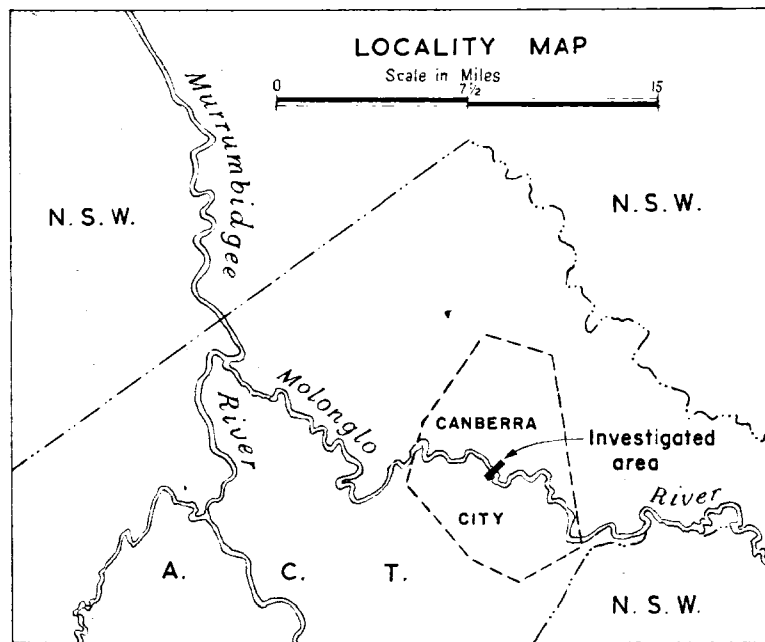 LOCALITY MAP
Scale in Miles
0 7½ 15
Murrumbidgee
N. S. W.
N. S. W.
River
Molonglo
CANBERRA
Investigated
area
CITY
River
A. C. T.
N. S. W.